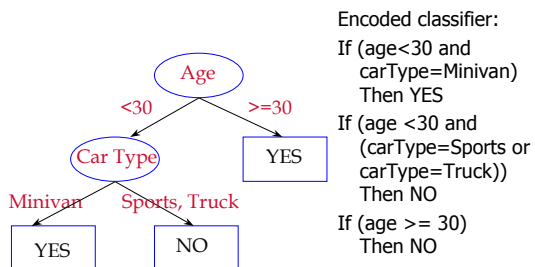 Age
<30
>=30
Car Type
YES
Minivan
Sports, Truck
YES
NO
Encoded classifier:
If (age<30 and
carType=Minivan)
Then YES
If (age <30 and
(carType=Sports or
carType=Truck))
Then NO
If (age >= 30)
Then NO